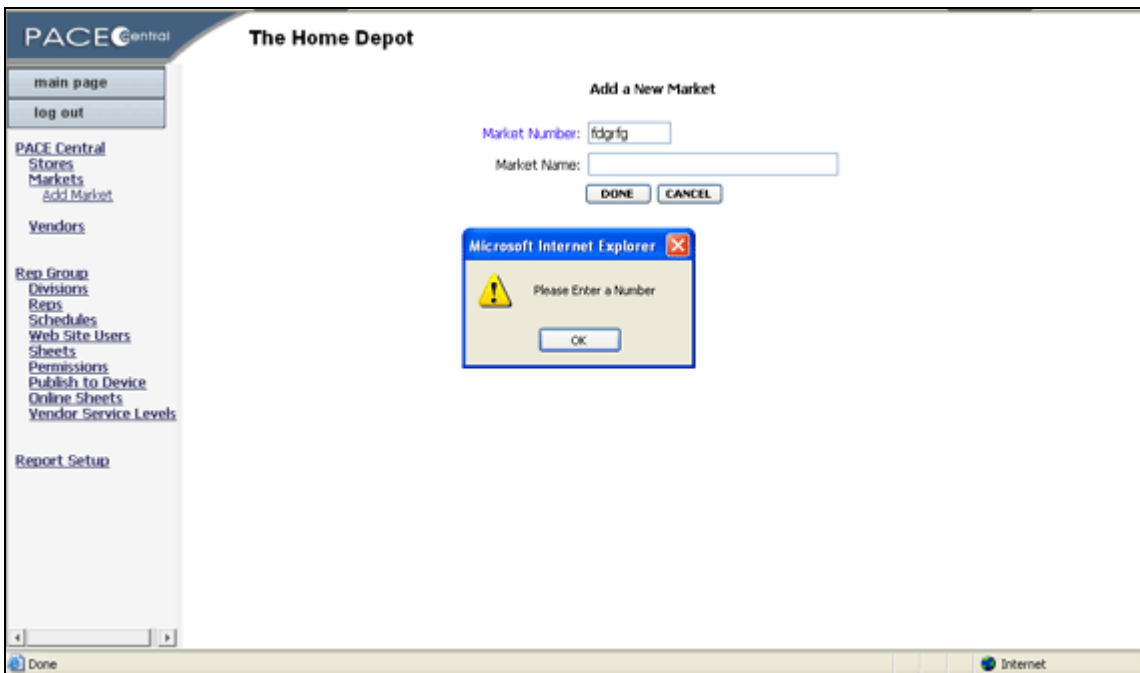 PACE Central
The Home Depot
main page
log out
PACE Central
Stores
Markets
Add Market
Vendors
Rep Group
Divisions
Reps
Schedules
Web Site Users
Sheets
Permissions
Publish to Device
Online Sheets
Vendor Service Levels
Report Setup
Add a New Market
Market Number: fdgrfg
Market Name:
DONE CANCEL
Microsoft Internet Explorer
Please Enter a Number
OK
Done
Internet